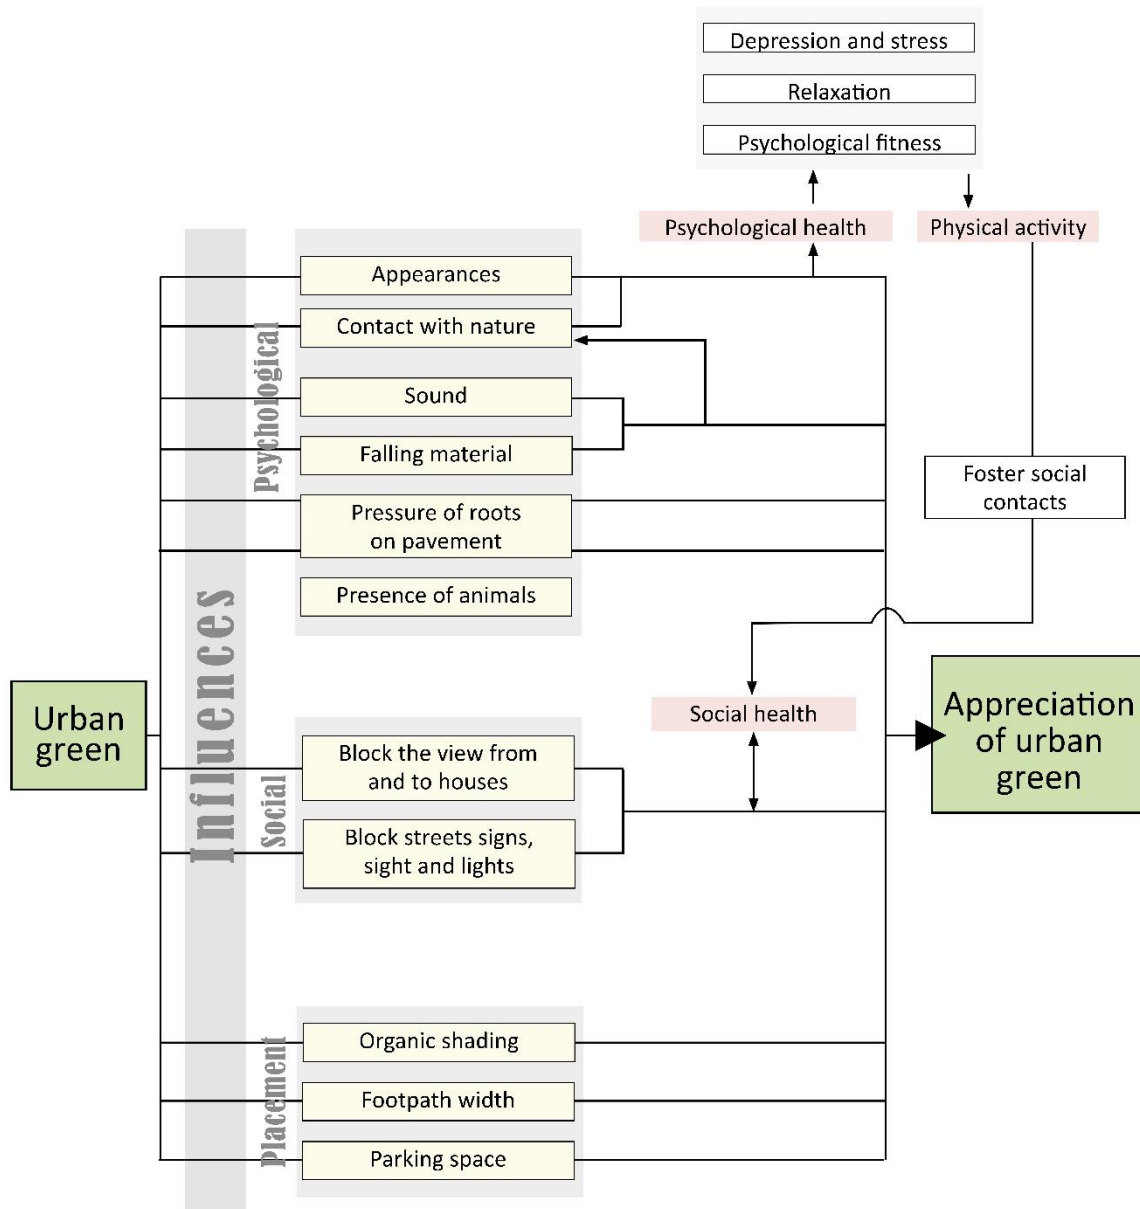 Depression and stress
Relaxation
Psychological fitness
Psychological health
Physical activity
Influences
Psychological
Appearances
Contact with nature
Sound
Falling material
Pressure of roots
on pavement
Presence of animals
Foster social
contacts
Urban
green
Social
Block the view from
and to houses
Block streets signs,
sight and lights
Social health
Appreciation
of urban
green
Placement
Organic shading
Footpath width
Parking space